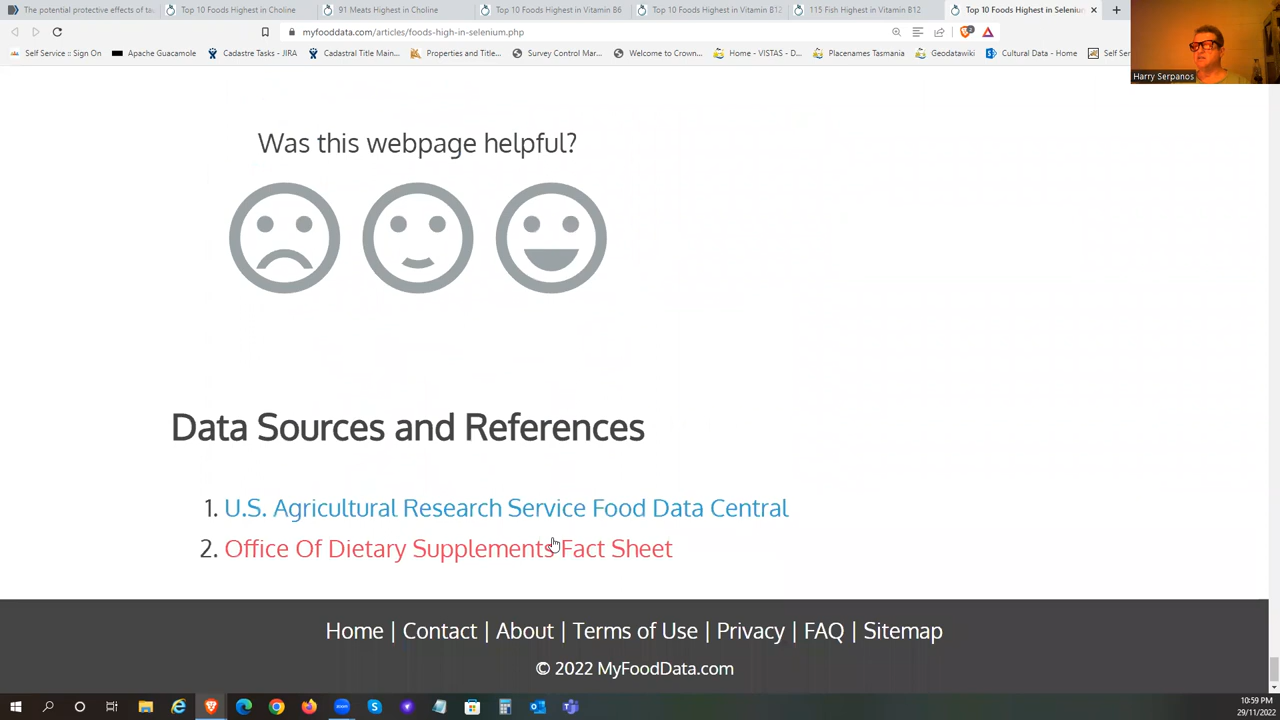 The potential protective effects of ta
Top 10 Foods Highest in Choline
91 Meats Highest in Choline
Top 10 Foods Highest in Vitamin B6
Top 10 Foods Highest in Vitamin B12
115 Fish Highest in Vitamin B12
Top 10 Foods Highest in Selenium
myfooddata.com/articles/foods-high-in-selenium.php
Self Service :: Sign On
Apache Guacamole
Cadastre Tasks - JIRA
Cadastral Title Main...
Properties and Title...
Survey Control Mar...
Welcome to Crown...
Home - VISTAS - D...
Placenames Tasmania
Geodatawiki
Cultural Data - Home
Self Ser
Harry Serpanos
Was this webpage helpful?
Data Sources and References
1. U.S. Agricultural Research Service Food Data Central
2. Office Of Dietary Supplements Fact Sheet
Home | Contact | About | Terms of Use | Privacy | FAQ | Sitemap
© 2022 MyFoodData.com
10:59 PM
29/11/2022